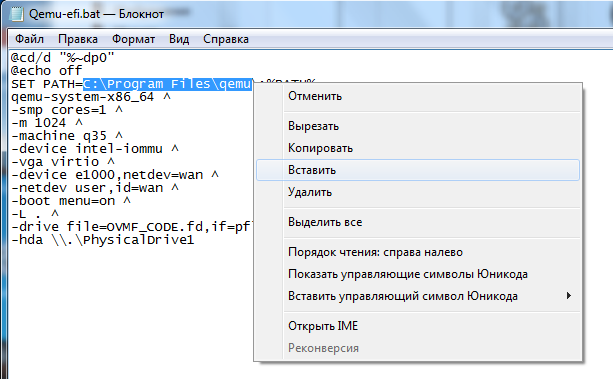 Qemu-efi.bat — Блокнот
Файл Правка Формат Вид Справка
@cd/d "%~dp0"
@echo off
SET PATH=C:\Program Files\qemu\;%PATH%
qemu-system-x86_64 ^
-smp cores=1 ^
-m 1024 ^
-machine q35 ^
-device intel-iommu ^
-vga virtio ^
-device e1000,netdev=wan ^
-netdev user,id=wan ^
-boot menu=on ^
-L . ^
-drive file=OVMF_CODE.fd,if=pf
-hda \\.\PhysicalDrive1
Отменить
Вырезать
Копировать
Вставить
Удалить
Выделить все
Порядок чтения: справа налево
Показать управляющие символы Юникода
Вставить управляющий символ Юникода
Открыть IME
Реконверсия